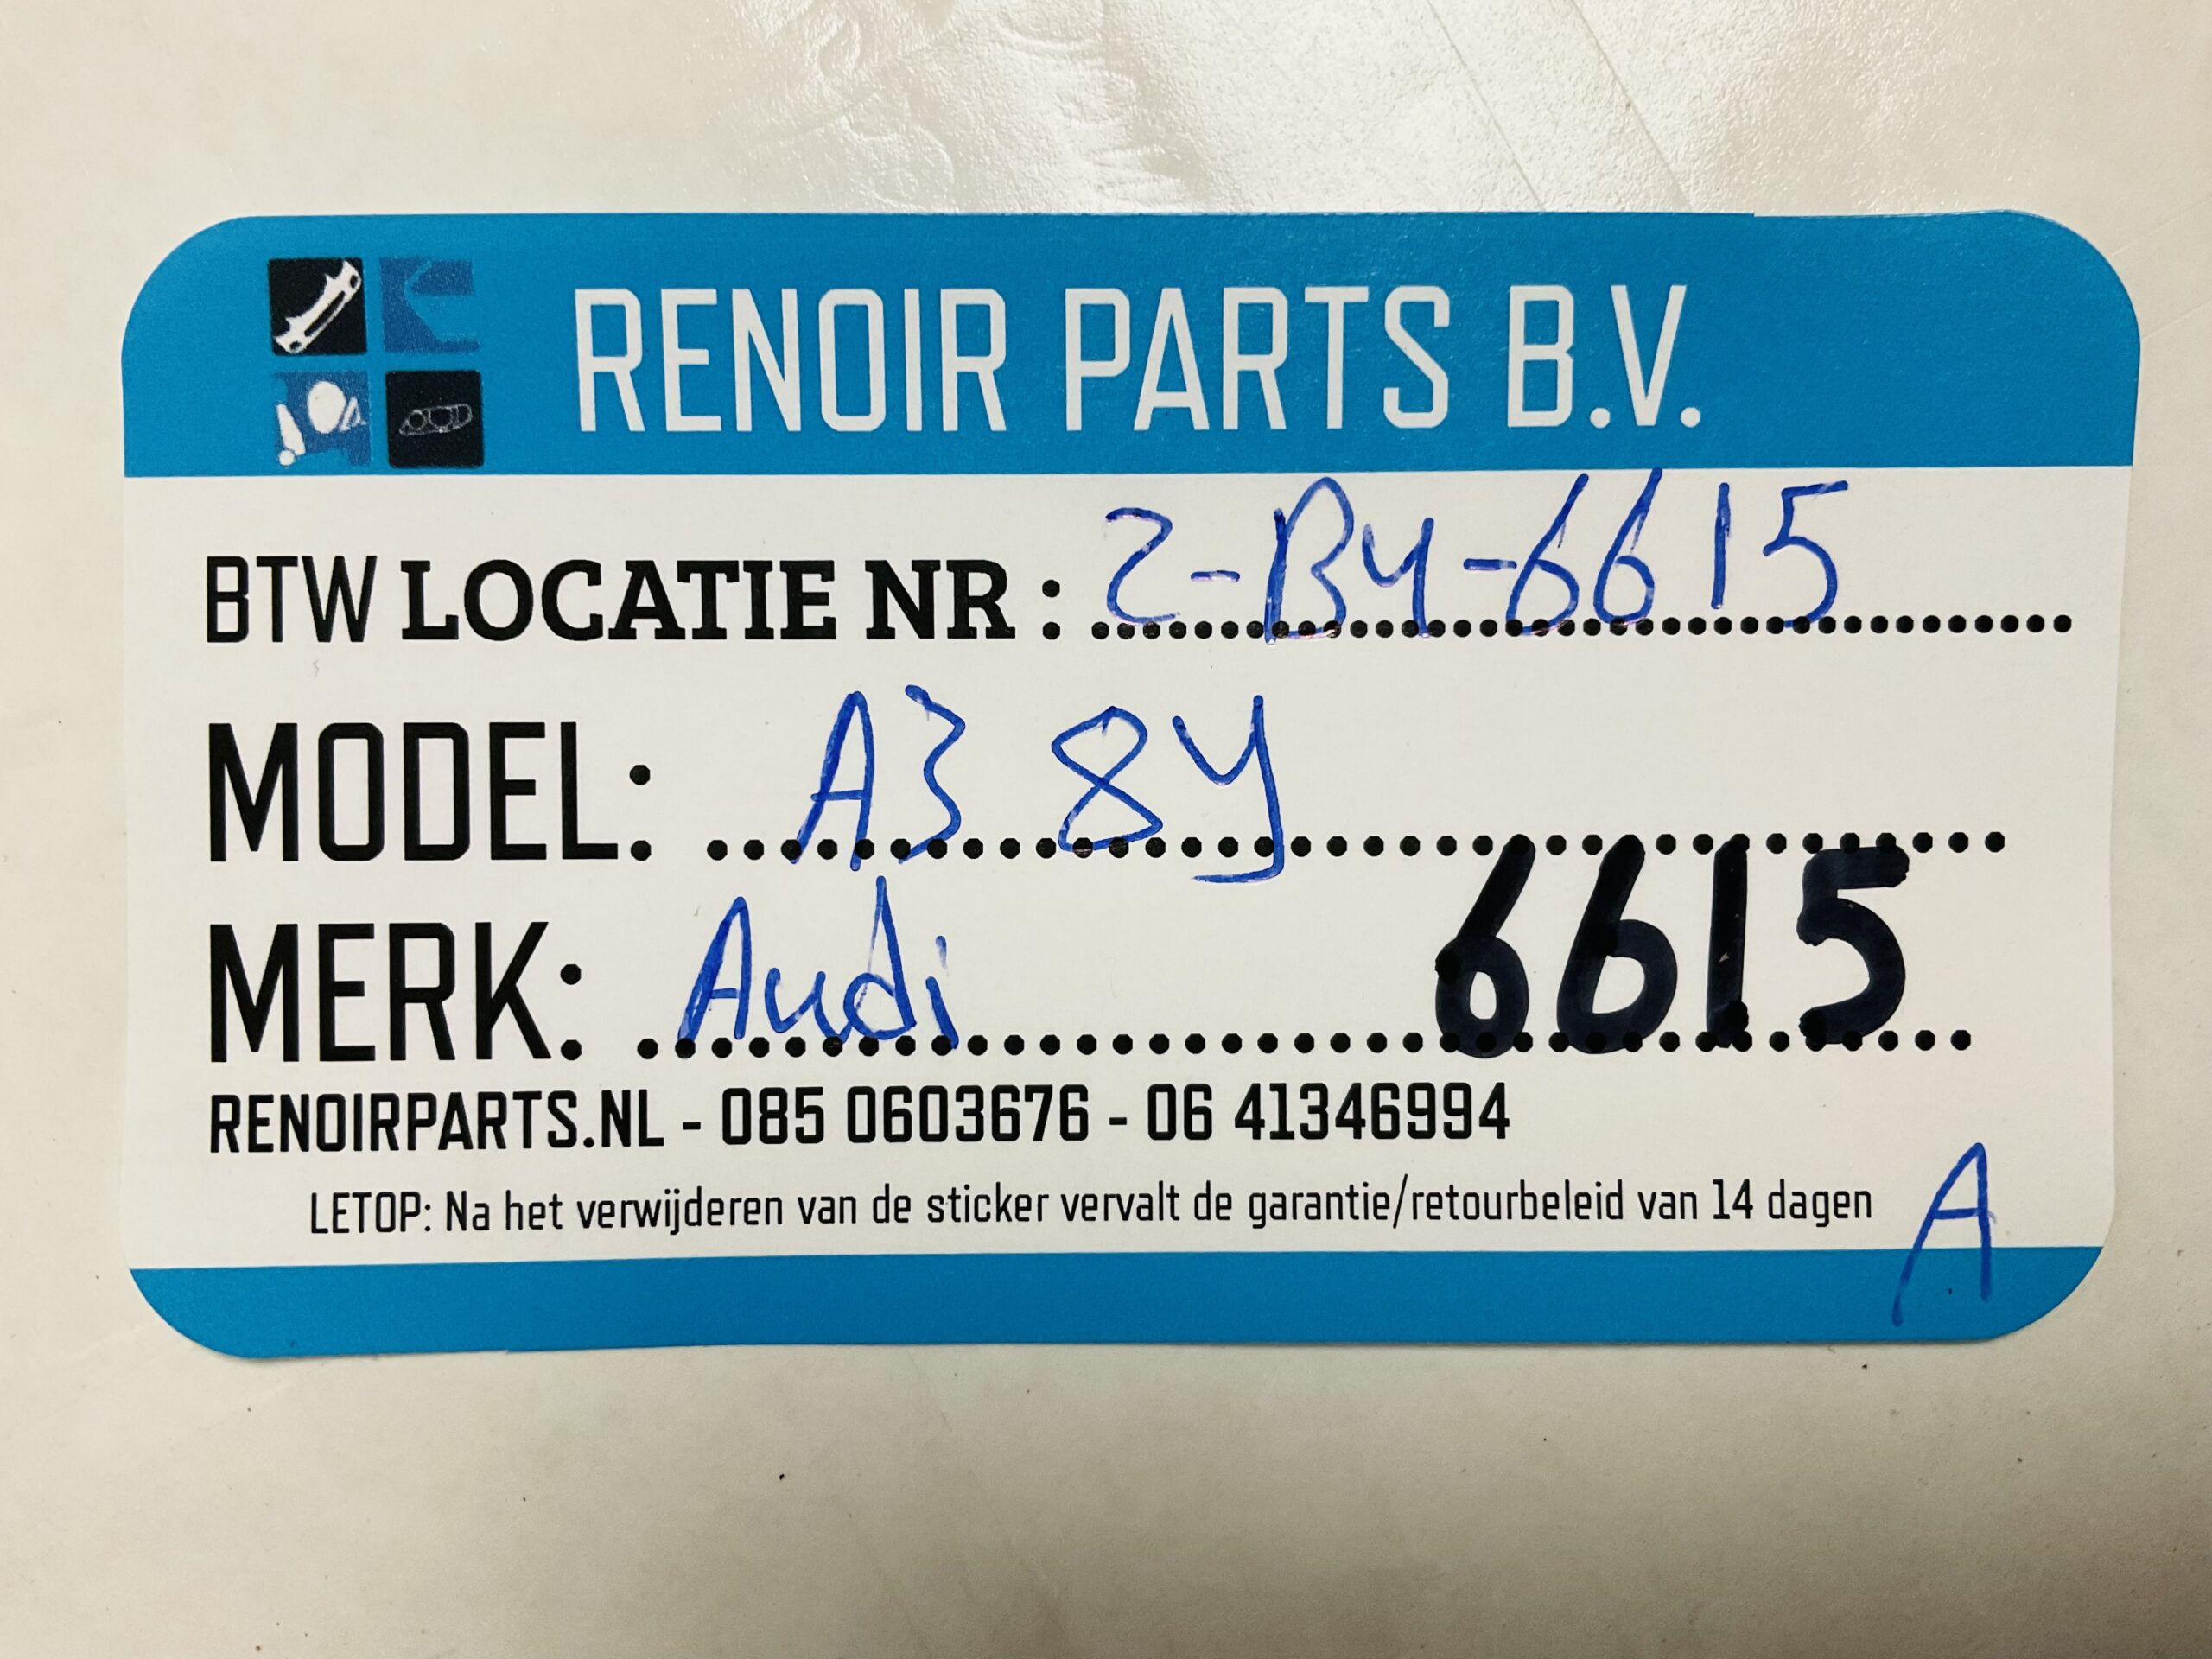 RENOIR PARTS B.V.
BTW LOCATIE NR : 2-B4-6615
MODEL: A3 8Y
MERK: Audi 6615
RENOIRPARTS.NL - 085 0603676 - 06 41346994
LETOP: Na het verwijderen van de sticker vervalt de garantie/retourbeleid van 14 dagen
A